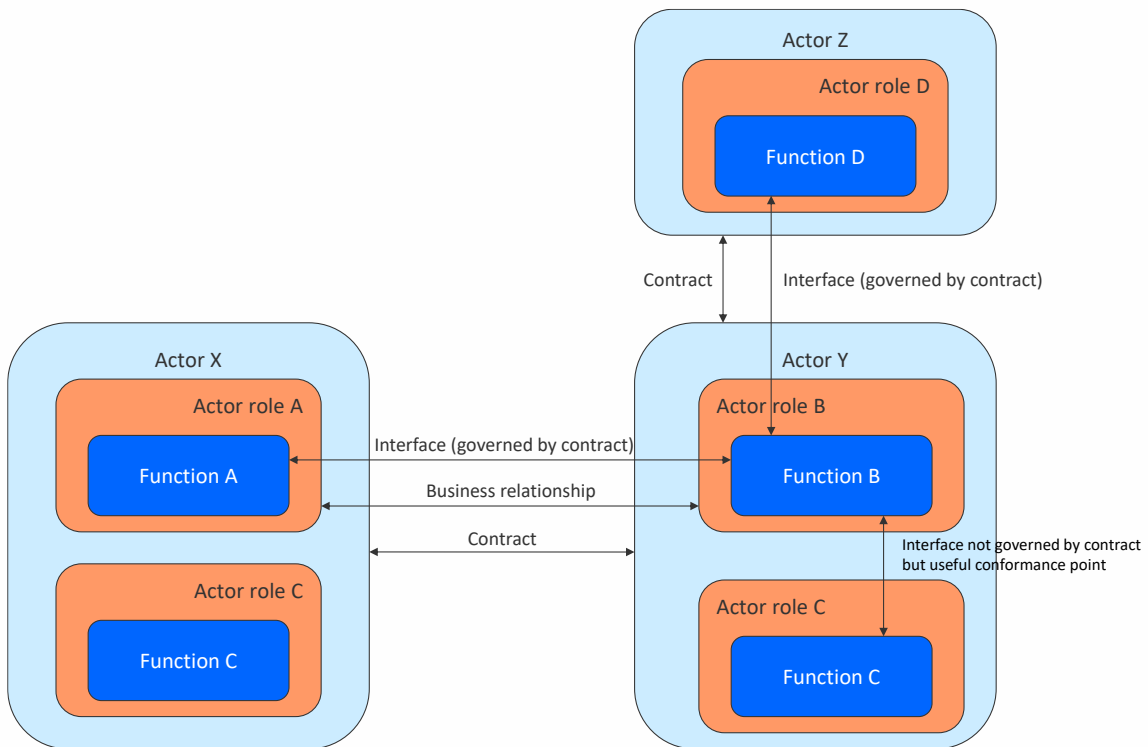 Actor Z
Actor role D
Function D
Contract
Interface (governed by contract)
Actor X
Actor role A
Function A
Actor role C
Function C
Interface (governed by contract)
Business relationship
Contract
Actor Y
Actor role B
Function B
Interface not governed by contract
but useful conformance point
Actor role C
Function C